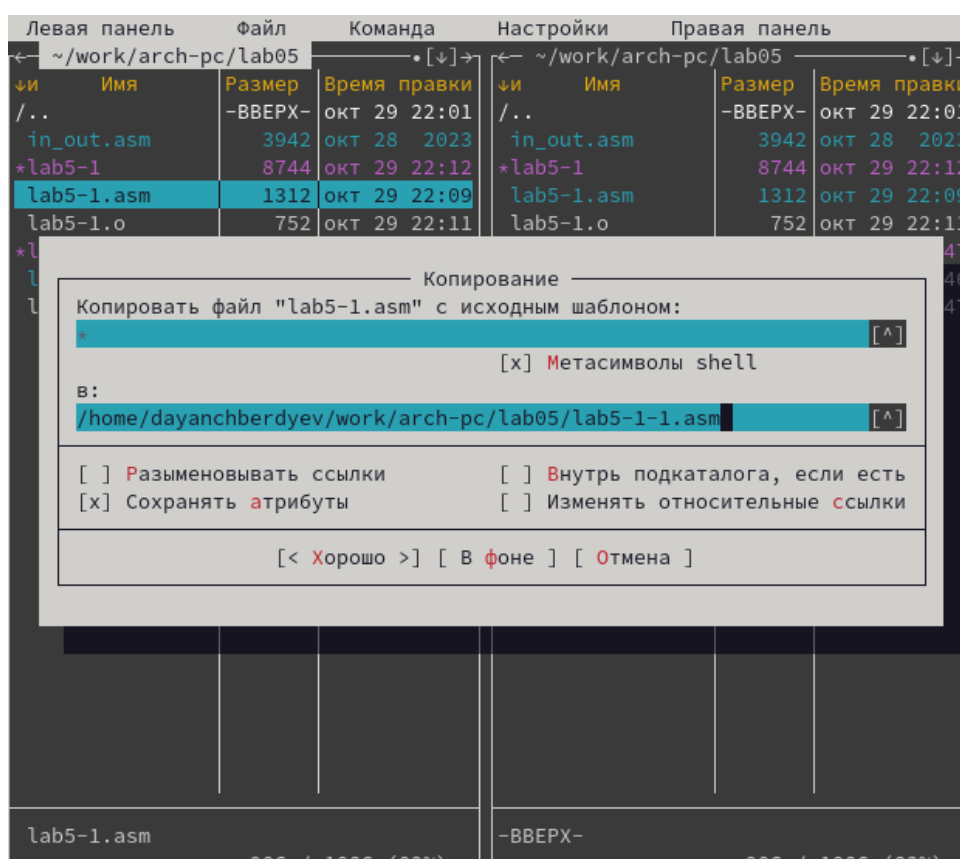 Левая панель Файл Команда Настройки Правая панель
←─ ~/work/arch-pc/lab05 •[↓]→ ←─ ~/work/arch-pc/lab05 •[↓]
↓и Имя Размер Время правки ↓и Имя Размер Время правки
/.. -ВВЕРХ- окт 29 22:01 /.. -ВВЕРХ- окт 29 22:01
in_out.asm 3942 окт 28 2023 in_out.asm 3942 окт 28 202
*lab5-1 8744 окт 29 22:12 *lab5-1 8744 окт 29 22:12
lab5-1.asm 1312 окт 29 22:09 lab5-1.asm 1312 окт 29 22:09
lab5-1.o 752 окт 29 22:11 lab5-1.o 752 окт 29 22:11
*l
l
l
Копирование
Копировать файл "lab5-1.asm" с исходным шаблоном:
* [^]
[x] Метасимволы shell
в:
/home/dayanchberdyev/work/arch-pc/lab05/lab5-1-1.asm [^]
[ ] Разыменовывать ссылки [ ] Внутрь подкаталога, если есть
[x] Сохранять атрибуты [ ] Изменять относительные ссылки
[< Хорошо >] [ В фоне ] [ Отмена ]
lab5-1.asm -ВВЕРХ-